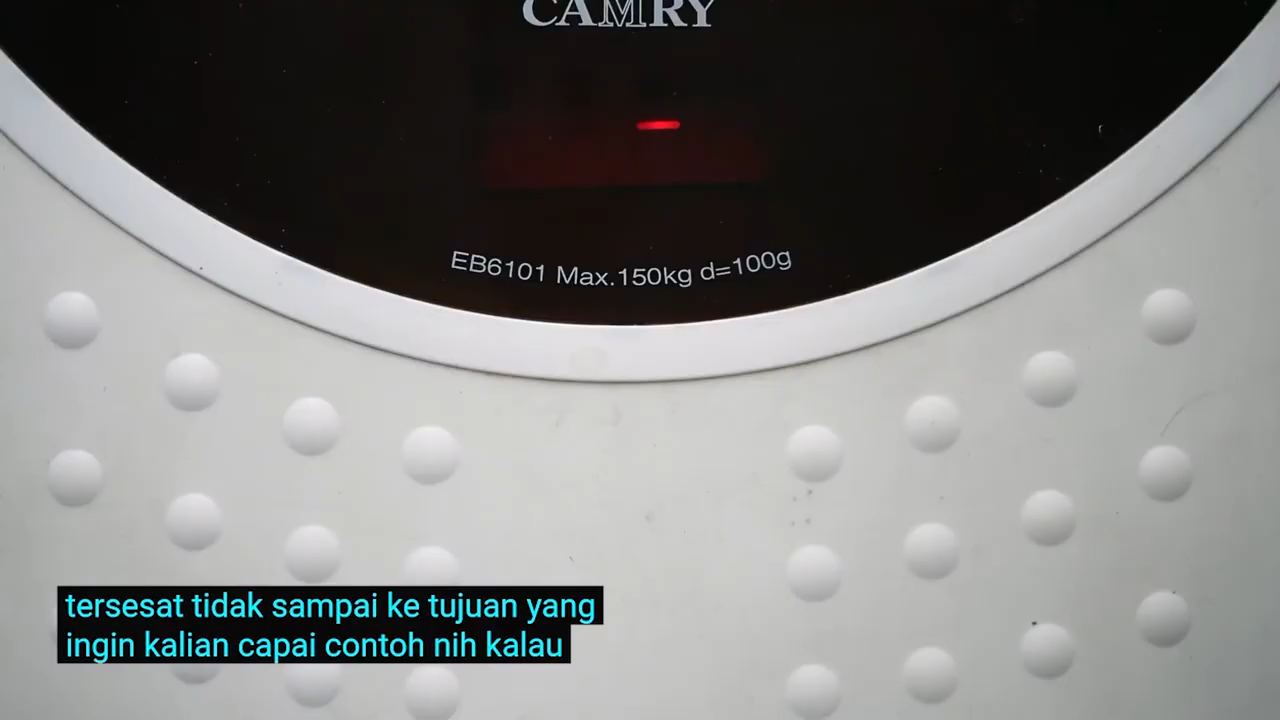 CAMRY
EB6101 Max.150kg d=100g
tersesat tidak sampai ke tujuan yang
ingin kalian capai contoh nih kalau